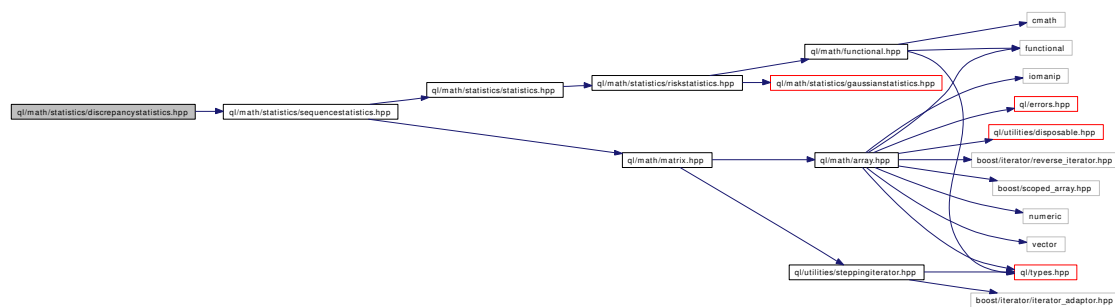 cmath
ql/math/functional.hpp
functional
iomanip
ql/math/statistics/riskstatistics.hpp
ql/math/statistics/gaussianstatistics.hpp
ql/math/statistics/statistics.hpp
ql/errors.hpp
ql/math/statistics/discrepancystatistics.hpp
ql/math/statistics/sequencestatistics.hpp
ql/utilities/disposable.hpp
ql/math/matrix.hpp
ql/math/array.hpp
boost/iterator/reverse_iterator.hpp
boost/scoped_array.hpp
numeric
vector
ql/utilities/steppingiterator.hpp
ql/types.hpp
boost/iterator/iterator_adaptor.hpp